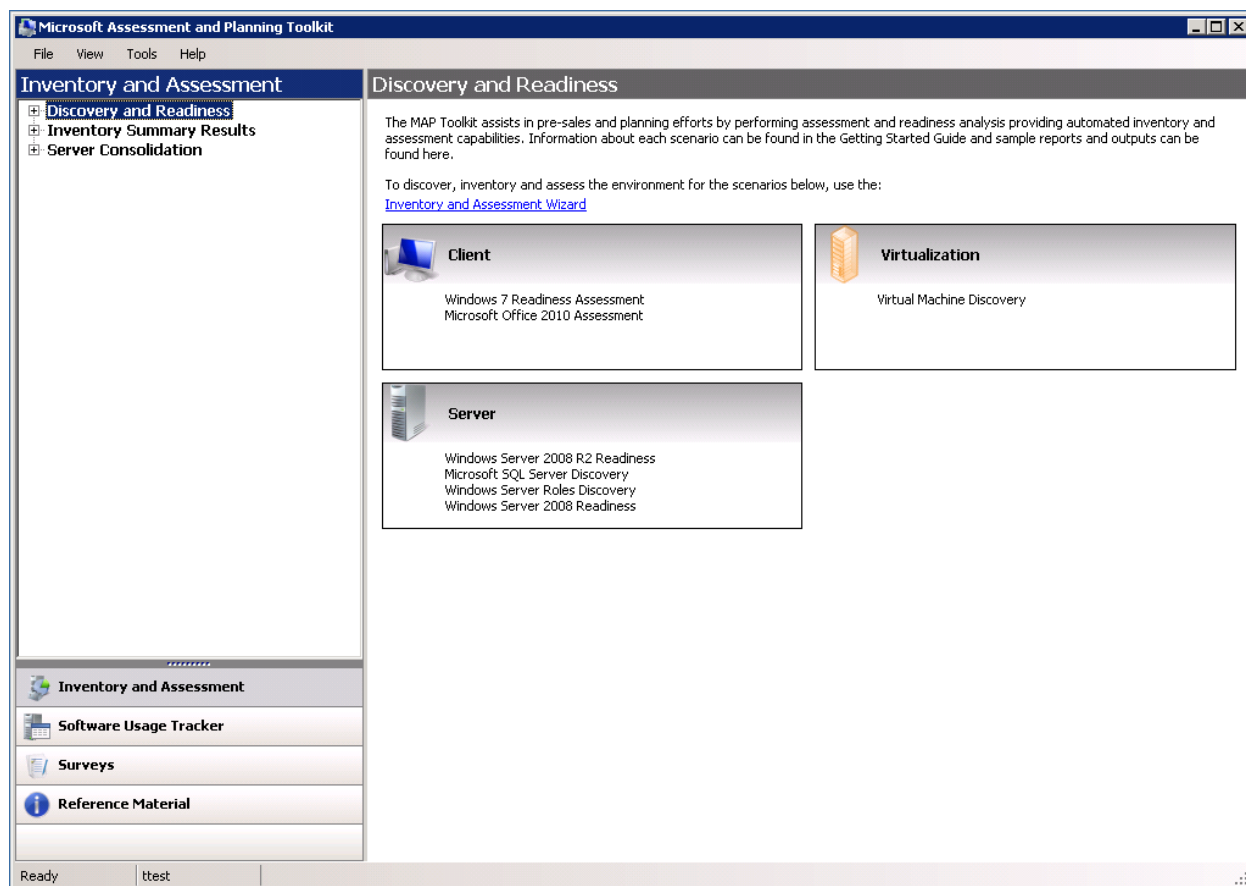 Microsoft Assessment and Planning Toolkit
File View Tools Help
Inventory and Assessment
Discovery and Readiness
Inventory Summary Results
Server Consolidation
Inventory and Assessment
Software Usage Tracker
Surveys
Reference Material
Discovery and Readiness
The MAP Toolkit assists in pre-sales and planning efforts by performing assessment and readiness analysis providing automated inventory and
assessment capabilities. Information about each scenario can be found in the Getting Started Guide and sample reports and outputs can be
found here.
To discover, inventory and assess the environment for the scenarios below, use the:
Inventory and Assessment Wizard
Client
Windows 7 Readiness Assessment
Microsoft Office 2010 Assessment
Virtualization
Virtual Machine Discovery
Server
Windows Server 2008 R2 Readiness
Microsoft SQL Server Discovery
Windows Server Roles Discovery
Windows Server 2008 Readiness
Ready ttest